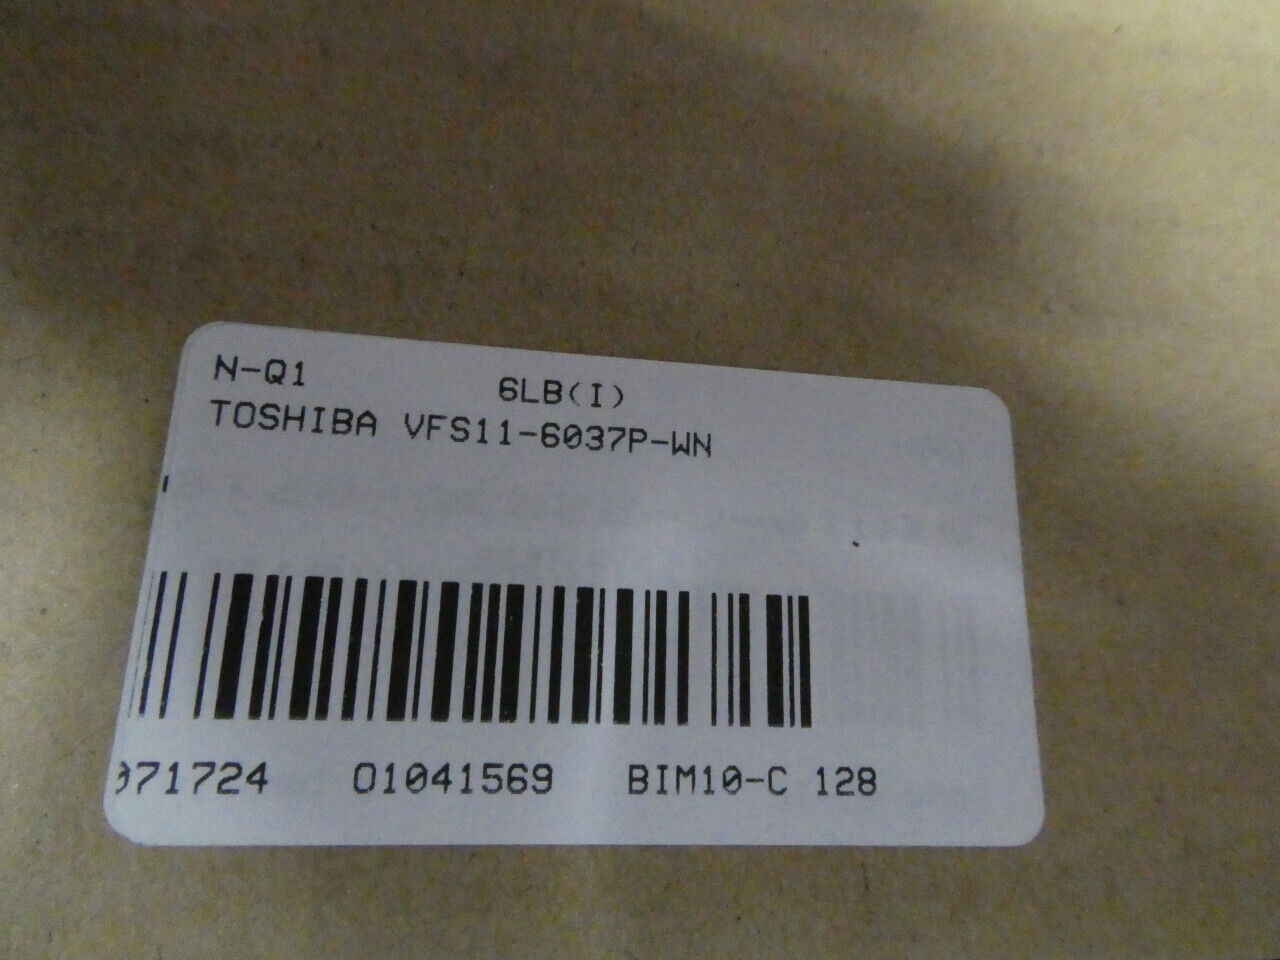 N-Q1 6LB(I)
TOSHIBA VFS11-6037P-WN
071724 01041569 BIM10-C 128